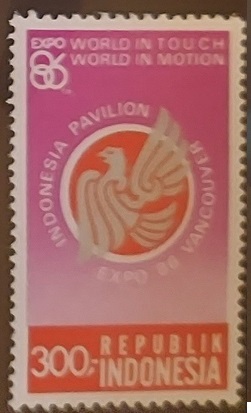 EXPO WORLD IN TOUCH
86 WORLD IN MOTION
INDONESIA PAVILION
EXPO 86 VANCOUVER
300,- REPUBLIK
INDONESIA